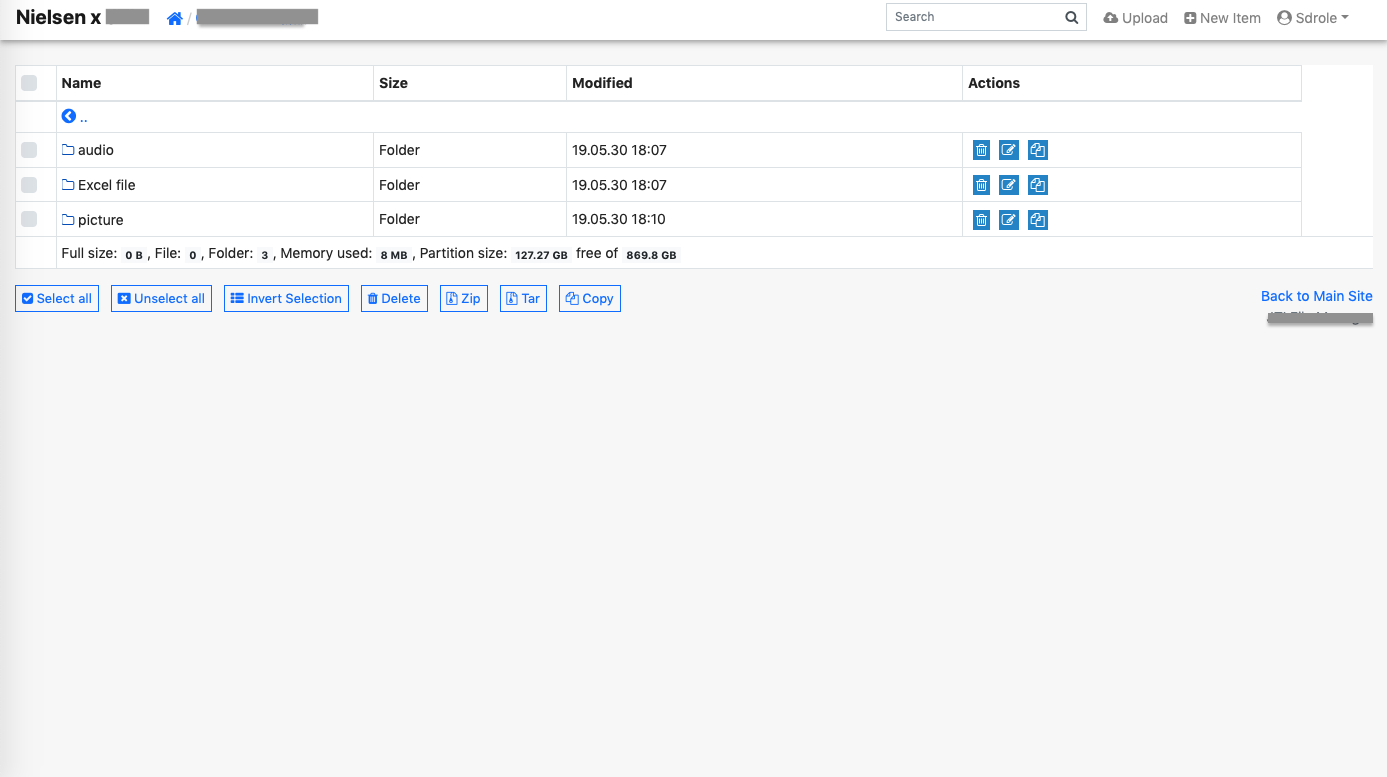 Nielsen x / Search Upload New Item Sdrole
Name Size Modified Actions
..
audio Folder 19.05.30 18:07
Excel file Folder 19.05.30 18:07
picture Folder 19.05.30 18:10
Full size: 0 B , File: 0 , Folder: 3 , Memory used: 8 MB , Partition size: 127.27 GB free of 869.8 GB
Select all Unselect all Invert Selection Delete Zip Tar Copy
Back to Main Site